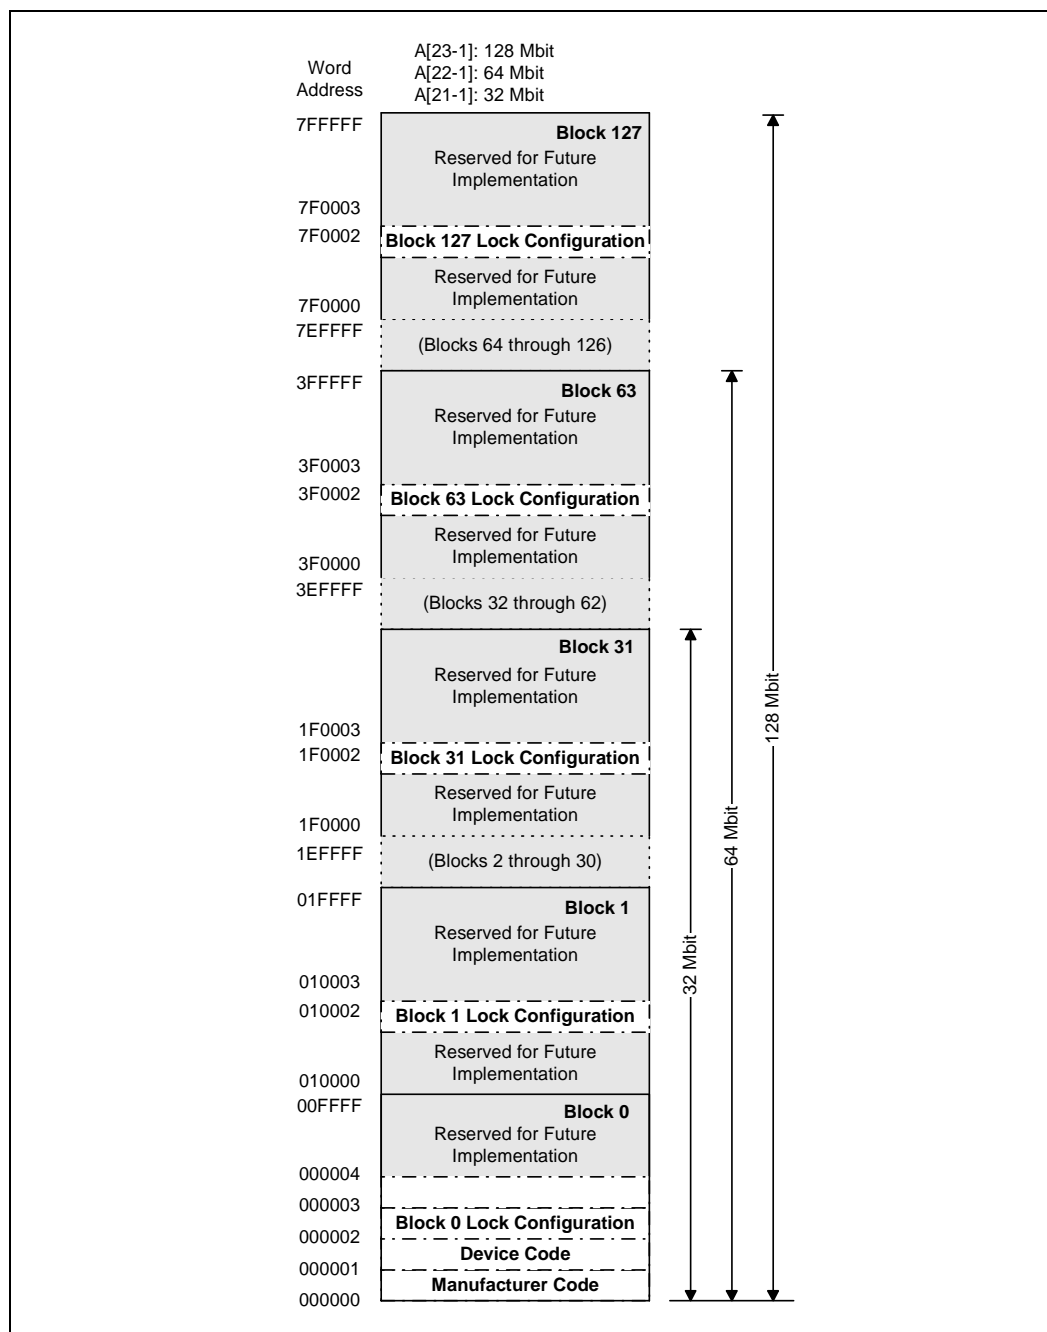 A[23-1]: 128 Mbit
Word
A[22-1]: 64 Mbit
Address
A[21-1]: 32 Mbit
7FFFFF
Block 127
Reserved for Future
Implementation
7F0003
7F0002
Block 127 Lock Configuration
Reserved for Future
Implementation
7F0000
7EFFFF
(Blocks 64 through 126)
3FFFFF
Block 63
Reserved for Future
Implementation
3F0003
3F0002
Block 63 Lock Configuration
Reserved for Future
Implementation
3F0000
3EFFFF
(Blocks 32 through 62)
Block 31
Reserved for Future
Implementation
1F0003
1F0002
Block 31 Lock Configuration
Reserved for Future
Implementation
1F0000
1EFFFF
(Blocks 2 through 30)
01FFFF
Block 1
Reserved for Future
Implementation
010003
010002
Block 1 Lock Configuration
Reserved for Future
Implementation
010000
00FFFF
Block 0
Reserved for Future
Implementation
000004
000003
Block 0 Lock Configuration
000002
Device Code
000001
Manufacturer Code
000000
32 Mbit
64 Mbit
128 Mbit